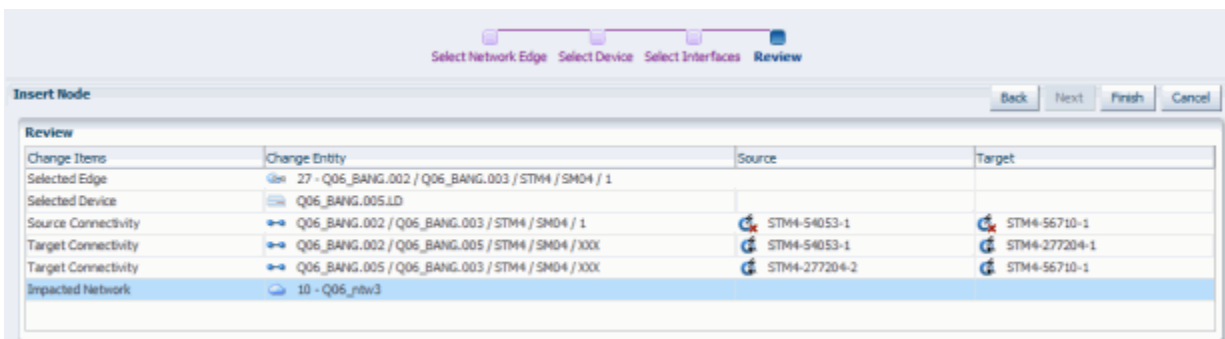 Select Network Edge Select Device Select Interfaces Review
Insert Node Back Next Finish Cancel
Review
Change Items Change Entity Source Target
Selected Edge 27 - Q06_BANG.002 / Q06_BANG.003 / STM4 / SM04 / 1
Selected Device Q06_BANG.005.LD
Source Connectivity Q06_BANG.002 / Q06_BANG.003 / STM4 / SM04 / 1 STM4-54053-1 STM4-56710-1
Target Connectivity Q06_BANG.002 / Q06_BANG.005 / STM4 / SM04 / XXX STM4-54053-1 STM4-277204-1
Target Connectivity Q06_BANG.005 / Q06_BANG.003 / STM4 / SM04 / XXX STM4-277204-2 STM4-56710-1
Impacted Network 10 - Q06_ntw3